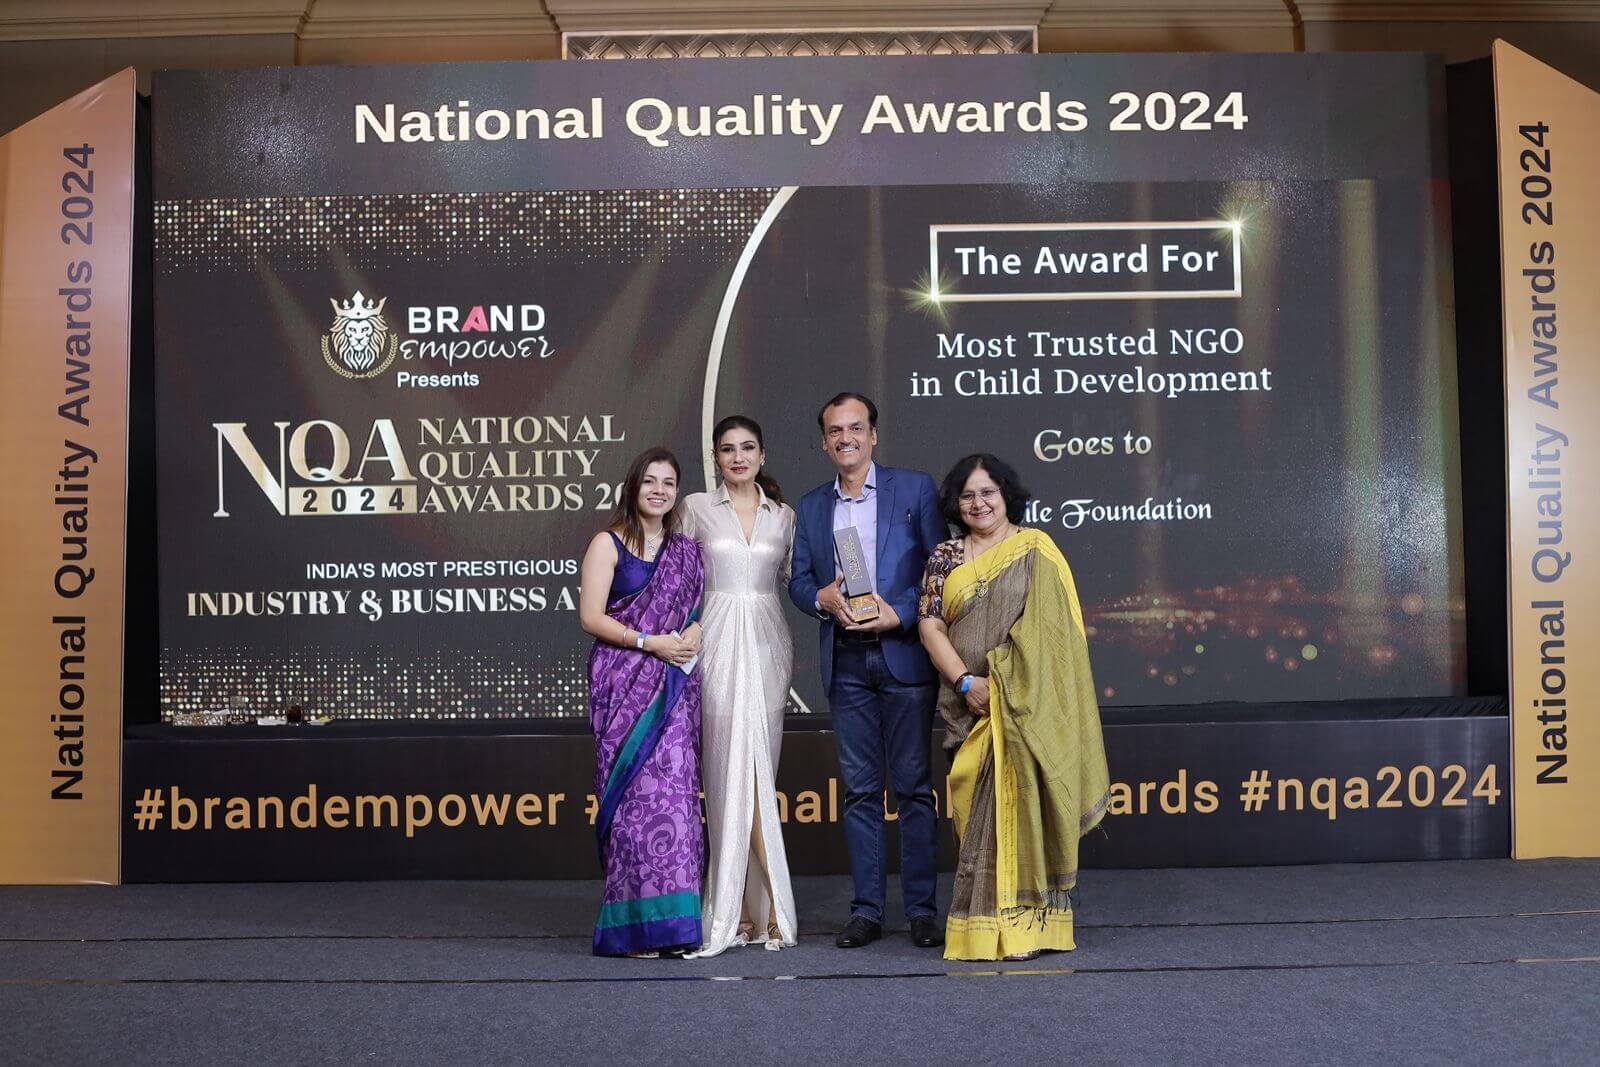 National Quality Awards 2024
National Quality Awards 2024
National Quality Awards 2024
BRAND
empower
Presents
NQA
2024
NATIONAL
QUALITY
AWARDS 20
INDIA'S MOST PRESTIGIOUS
INDUSTRY & BUSINESS
The Award For
Most Trusted NGO
in Child Development
Goes to
Foundation
#brandempower #
#nqa2024